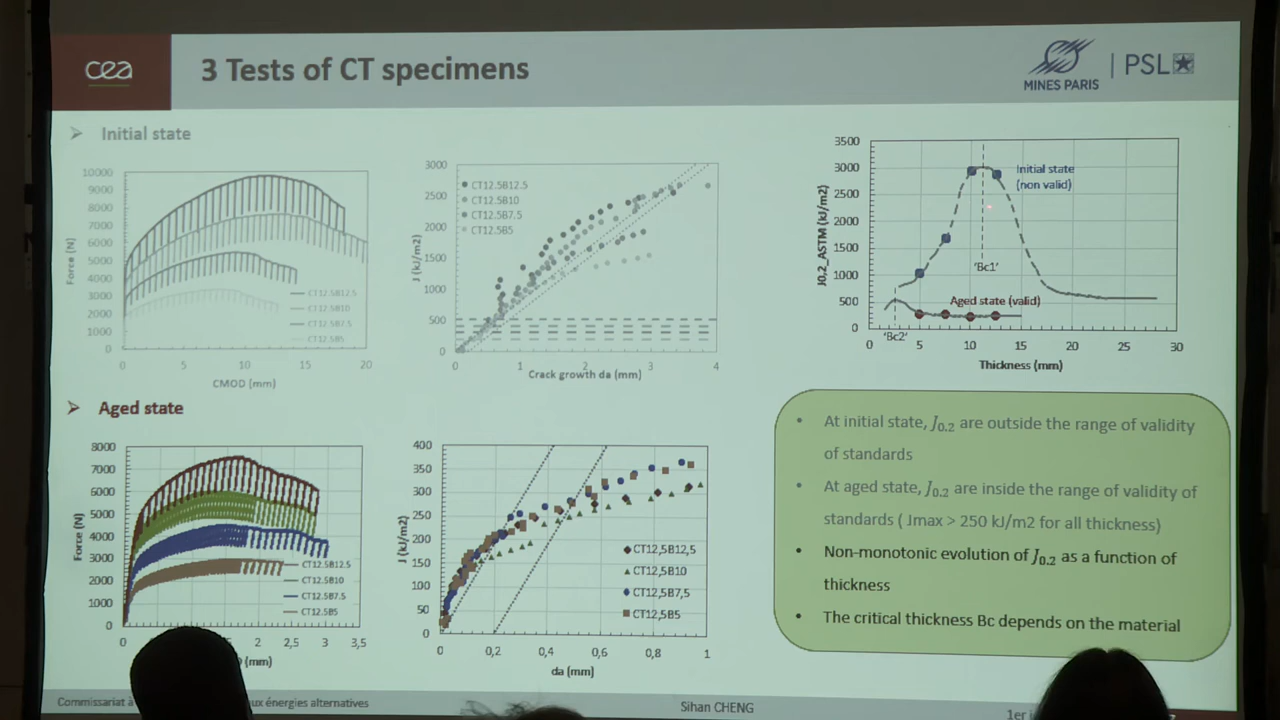 cea
3 Tests of CT specimens
MINES PARIS
PSL
Initial state
Force (N)
10000
9000
8000
7000
6000
5000
4000
3000
2000
1000
0
CT12.5B12.5
CT12.5B10
CT12.5B7.5
CT12.5B5
0 5 10 15 20
CMOD (mm)
J (kJ/m2)
3000
2500
2000
1500
1000
500
0
CT12.5B12.5
CT12.5B10
CT12.5B7.5
CT12.5B5
0 1 2 3 4
Crack growth da (mm)
J0,2_ASTM (kJ/m2)
3500
3000
2500
2000
1500
1000
500
0
Initial state
(non valid)
'Bc1'
Aged state (valid)
'Bc2'
0 5 10 15 20 25 30
Thickness (mm)
Aged state
Force (N)
8000
7000
6000
5000
4000
3000
2000
1000
0
CT12.5B12.5
CT12.5B10
CT12.5B7.5
CT12.5B5
0 2 2,5 3 3,5
(mm)
J (kJ/m2)
400
350
300
250
200
150
100
50
0
CT12,5B12,5
CT12,5B10
CT12,5B7,5
CT12,5B5
0 0,2 0,4 0,6 0,8 1
da (mm)
• At initial state, J0.2 are outside the range of validity
of standards
• At aged state, J0.2 are inside the range of validity of
standards ( Jmax > 250 kJ/m2 for all thickness)
• Non-monotonic evolution of J0.2 as a function of
thickness
• The critical thickness Bc depends on the material
Commissariat à
aux énergies alternatives
Sihan CHENG
1er